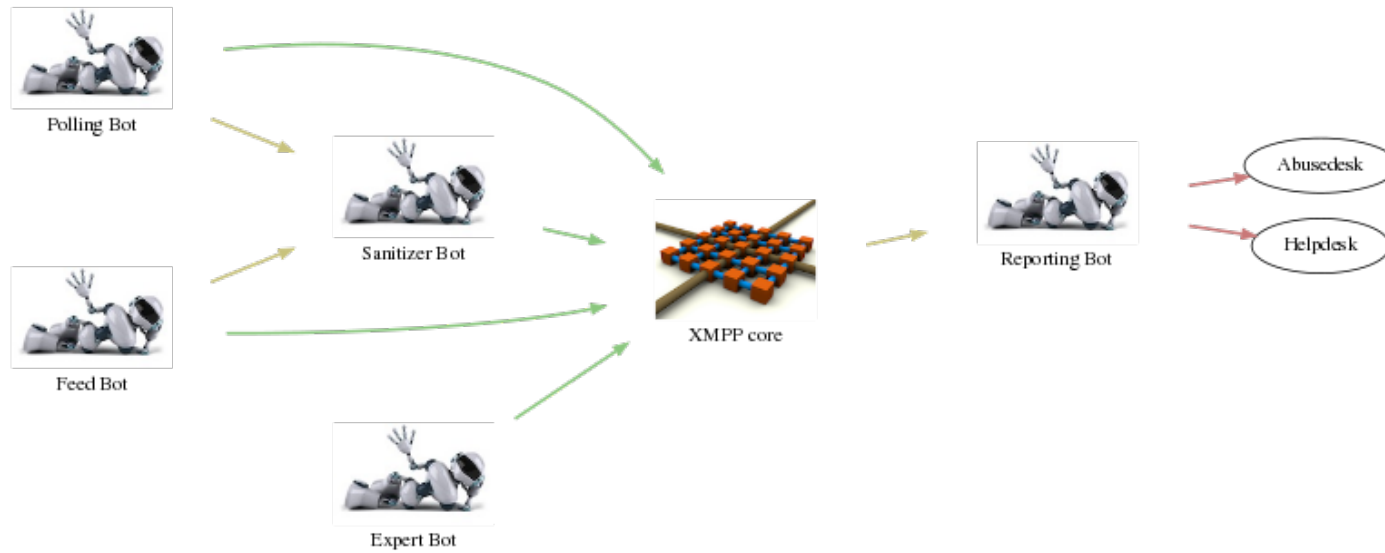 Polling Bot
Sanitizer Bot
Feed Bot
Expert Bot
XMPP core
Reporting Bot
Abusedesk
Helpdesk